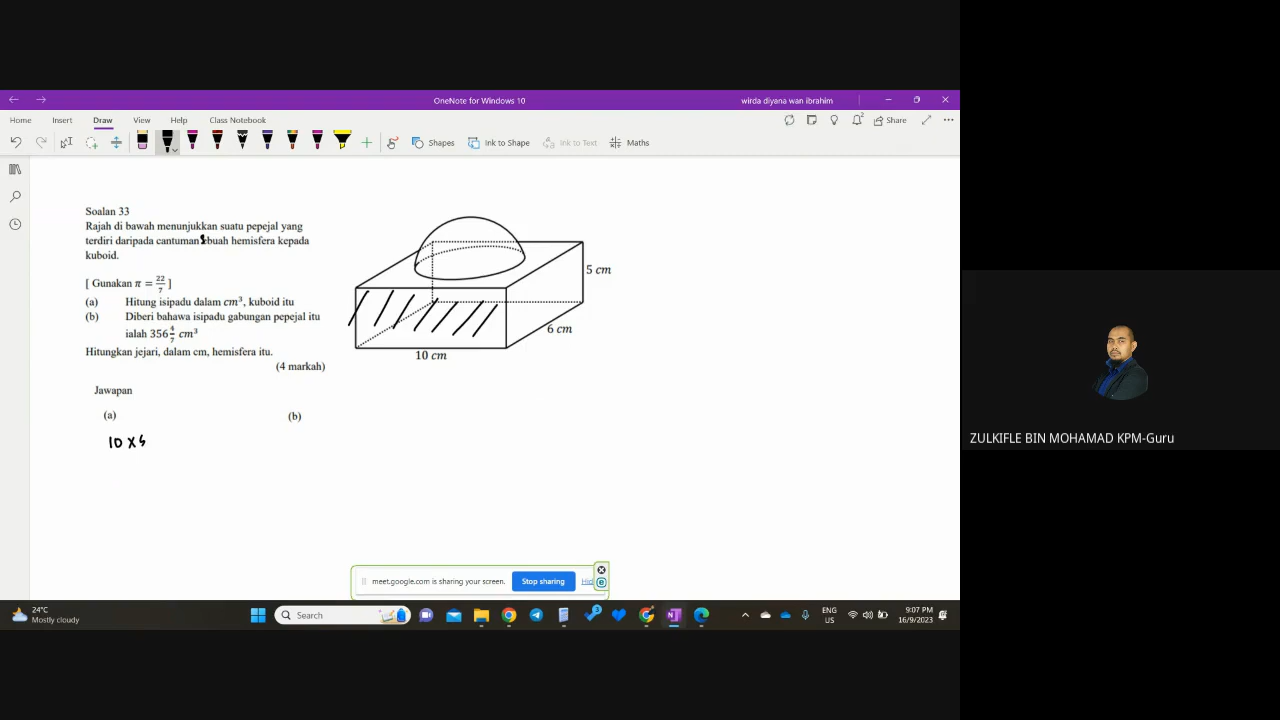 OneNote for Windows 10
wirda diyana wan ibrahim
Home Insert Draw View Help Class Notebook
Share
Shapes Ink to Shape Ink to Text Maths
Soalan 33
Rajah di bawah menunjukkan suatu pepejal yang
terdiri daripada cantuman sebuah hemisfera kepada
kuboid.
[ Gunakan π = 22/7 ]
(a) Hitung isipadu dalam cm³, kuboid itu
(b) Diberi bahawa isipadu gabungan pepejal itu
ialah 356 4/7 cm³
Hitungkan jejari, dalam cm, hemisfera itu.
(4 markah)
Jawapan
(a) (b)
10 x 5
5 cm
6 cm
10 cm
ZULKIFLE BIN MOHAMAD KPM-Guru
meet.google.com is sharing your screen. Stop sharing
24°C
Mostly cloudy
Search
3
ENG
US
9:07 PM
16/9/2023